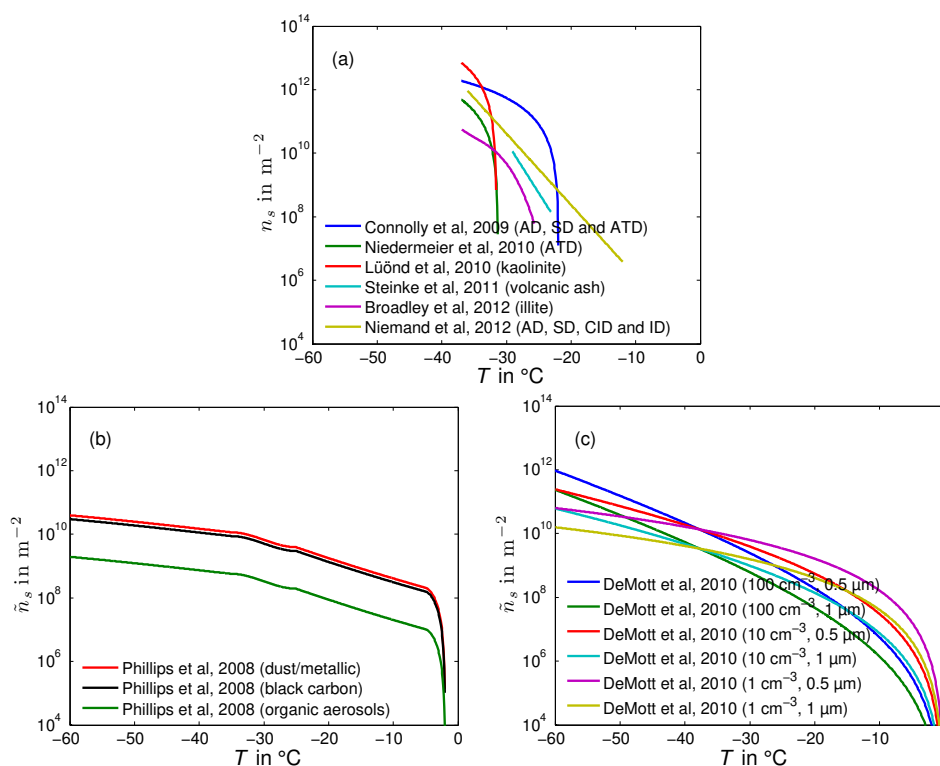 (a)
10^14
10^12
10^10
10^8
10^6
10^4
n_s in m^−2
Connolly et al, 2009 (AD, SD and ATD)
Niedermeier et al, 2010 (ATD)
Lüönd et al, 2010 (kaolinite)
Steinke et al, 2011 (volcanic ash)
Broadley et al, 2012 (illite)
Niemand et al, 2012 (AD, SD, CID and ID)
−60 −50 −40 −30 −20 −10 0
T in °C
(b)
10^14
10^12
10^10
10^8
10^6
10^4
ñ_s in m^−2
Phillips et al, 2008 (dust/metallic)
Phillips et al, 2008 (black carbon)
Phillips et al, 2008 (organic aerosols)
−60 −50 −40 −30 −20 −10 0
T in °C
(c)
10^14
10^12
10^10
10^8
10^6
10^4
ñ_s in m^−2
DeMott et al, 2010 (100 cm^−3, 0.5 µm)
DeMott et al, 2010 (100 cm^−3, 1 µm)
DeMott et al, 2010 (10 cm^−3, 0.5 µm)
DeMott et al, 2010 (10 cm^−3, 1 µm)
DeMott et al, 2010 (1 cm^−3, 0.5 µm)
DeMott et al, 2010 (1 cm^−3, 1 µm)
−60 −50 −40 −30 −20 −10
T in °C